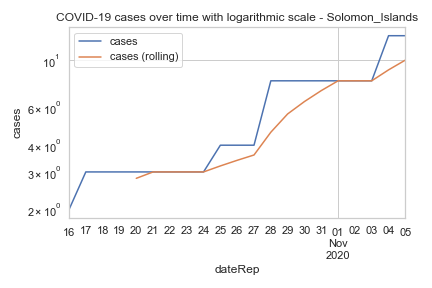 COVID-19 cases over time with logarithmic scale - Solomon_Islands
cases
cases (rolling)
10¹
6 × 10⁰
4 × 10⁰
3 × 10⁰
2 × 10⁰
cases
16 17 18 19 20 21 22 23 24 25 26 27 28 29 30 31 01 02 03 04 05
Nov
2020
dateRep